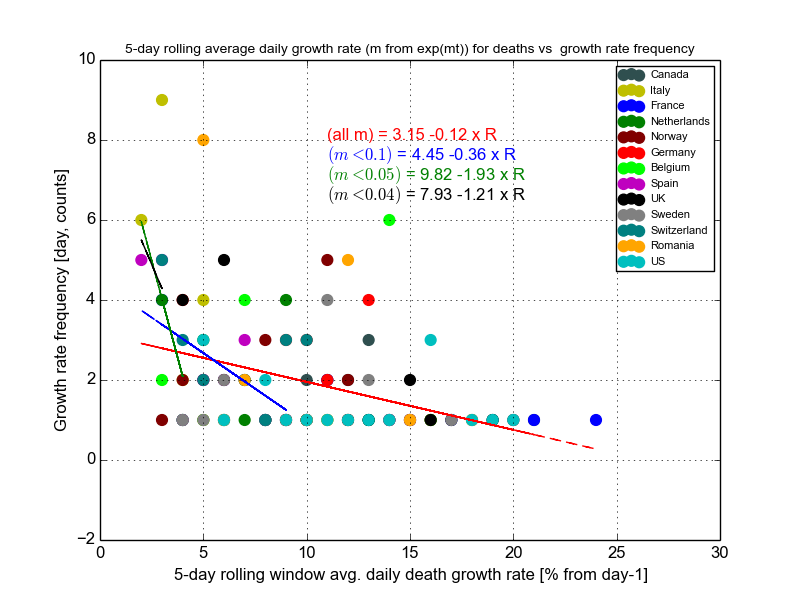 5-day rolling average daily growth rate (m from exp(mt)) for deaths vs  growth rate frequency
10
8
6
4
2
0
−2
0
5
10
15
20
25
30
Growth rate frequency [day, counts]
5-day rolling window avg. daily death growth rate [% from day-1]
(all m) = 3.15 -0.12 x R
(m <0.1) = 4.45 -0.36 x R
(m <0.05) = 9.82 -1.93 x R
(m <0.04) = 7.93 -1.21 x R
Canada
Italy
France
Netherlands
Norway
Germany
Belgium
Spain
UK
Sweden
Switzerland
Romania
US